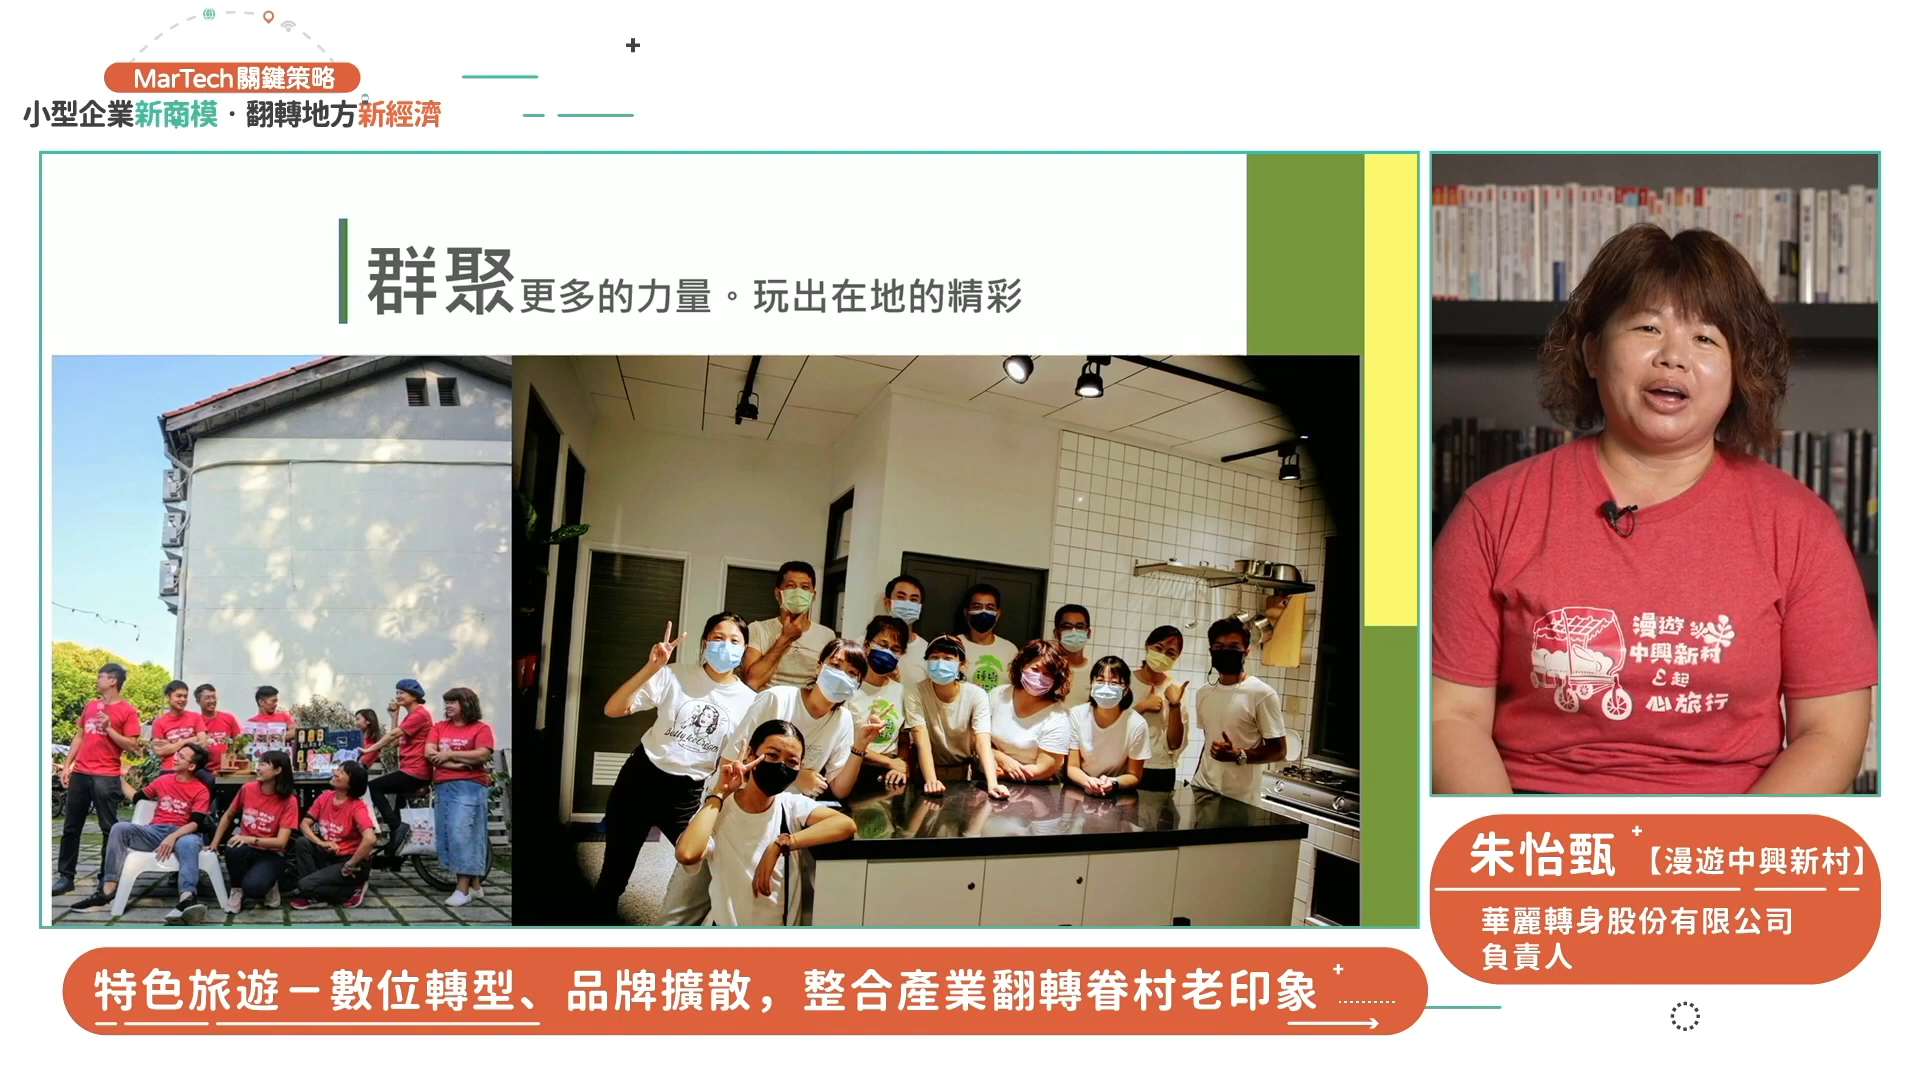 MarTech關鍵策略
小型企業新商模·翻轉地方新經濟
群聚更多的力量。玩出在地的精彩
漫遊
中興新村
ε起
心旅行
朱怡甄【漫遊中興新村】
華麗轉身股份有限公司
負責人
特色旅遊－數位轉型、品牌擴散，整合產業翻轉眷村老印象